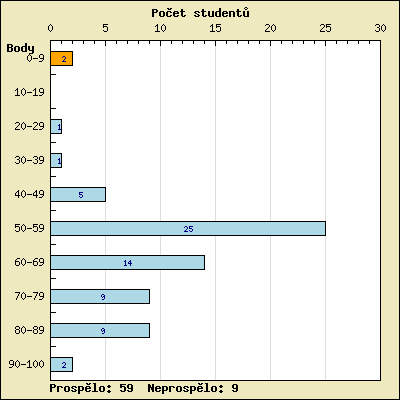 Počet studentů
0 5 10 15 20 25 30
Body
0-9 2
10-19
20-29 1
30-39 1
40-49 5
50-59 25
60-69 14
70-79 9
80-89 9
90-100 2
Prospělo: 59 Neprospělo: 9